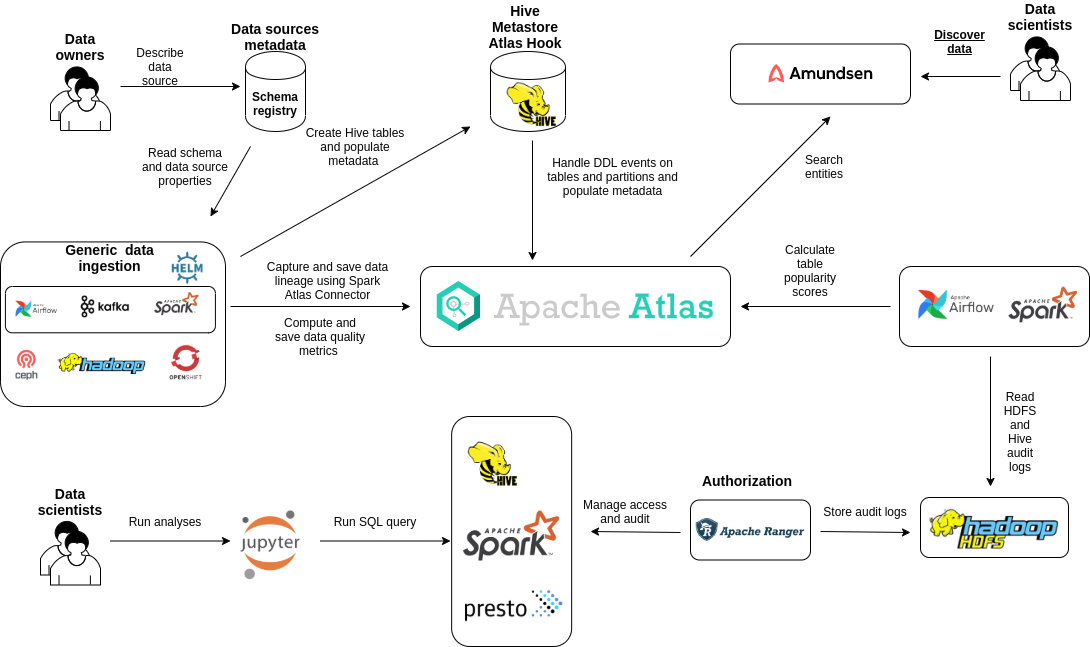 Data
owners
Describe
data
source
Data sources
metadata
Schema
registry
Hive
Metastore
Atlas Hook
HIVE
Amundsen
Discover
data
Data
scientists
Read schema
and data source
properties
Create Hive tables
and populate
metadata
Handle DDL events on
tables and partitions and
populate metadata
Search
entities
Generic data
ingestion
HELM
Apache
Airflow
kafka
APACHE
Spark
ceph
hadoop
OPENSHIFT
Capture and save data
lineage using Spark
Atlas Connector
Compute and
save data quality
metrics
Apache Atlas
Calculate
table
popularity
scores
Apache
Airflow
APACHE
Spark
Read
HDFS
and
Hive
audit
logs
Data
scientists
Run analyses
jupyter
Run SQL query
HIVE
APACHE
Spark
presto
Manage access
and audit
Authorization
Apache Ranger
Store audit logs
hadoop
HDFS